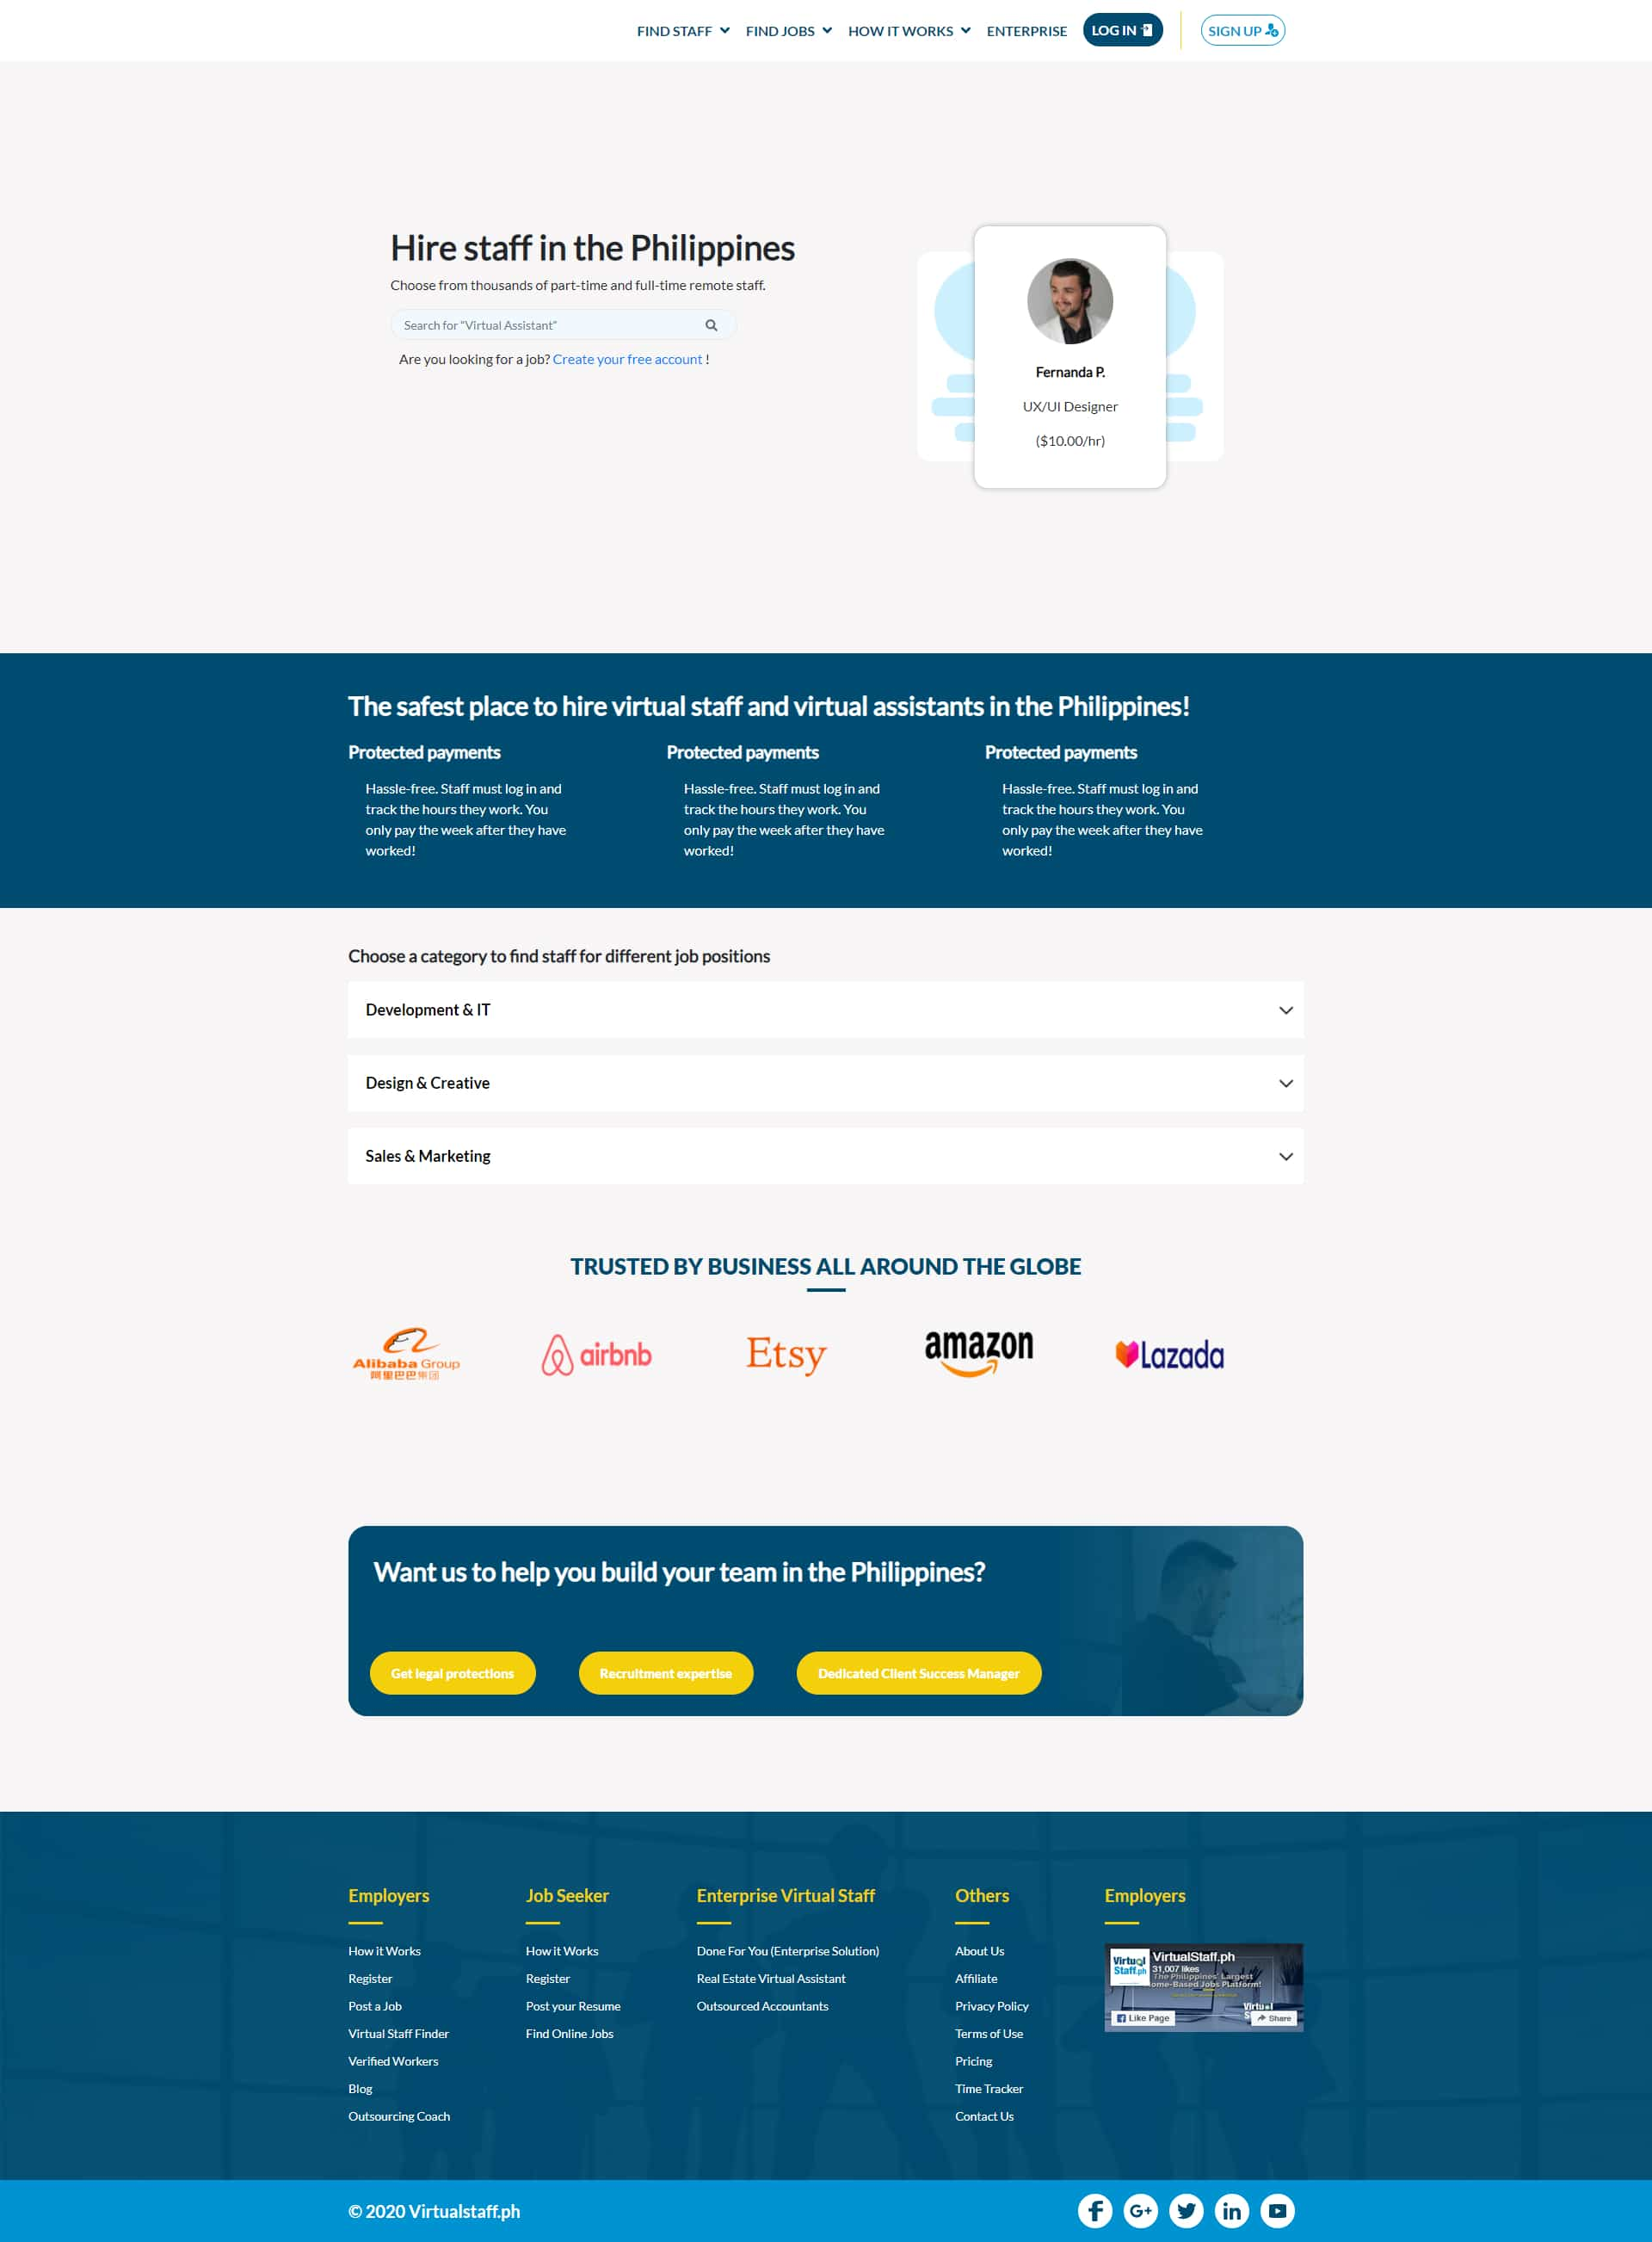 FIND STAFF
FIND JOBS
HOW IT WORKS
ENTERPRISE
LOG IN
SIGN UP
Hire staff in the Philippines
Choose from thousands of part-time and full-time remote staff.
Search for "Virtual Assistant"
Are you looking for a job? Create your free account !
Fernanda P.
UX/UI Designer
($10.00/hr)
The safest place to hire virtual staff and virtual assistants in the Philippines!
Protected payments
Hassle-free. Staff must log in and
track the hours they work. You
only pay the week after they have
worked!
Protected payments
Hassle-free. Staff must log in and
track the hours they work. You
only pay the week after they have
worked!
Protected payments
Hassle-free. Staff must log in and
track the hours they work. You
only pay the week after they have
worked!
Choose a category to find staff for different job positions
Development & IT
Design & Creative
Sales & Marketing
TRUSTED BY BUSINESS ALL AROUND THE GLOBE
Alibaba Group
阿里巴巴集团
airbnb
Etsy
amazon
Lazada
Want us to help you build your team in the Philippines?
Get legal protections
Recruitment expertise
Dedicated Client Success Manager
Employers
How it Works
Register
Post a Job
Virtual Staff Finder
Verified Workers
Blog
Outsourcing Coach
Job Seeker
How it Works
Register
Post your Resume
Find Online Jobs
Enterprise Virtual Staff
Done For You (Enterprise Solution)
Real Estate Virtual Assistant
Outsourced Accountants
Others
About Us
Affiliate
Privacy Policy
Terms of Use
Pricing
Time Tracker
Contact Us
Employers
Virtual
Staff.ph
VirtualStaff.ph
31,007 likes
The Philippines' Largest
ome-Based Jobs Platform!
Virtual
Like Page
Share
© 2020 Virtualstaff.ph